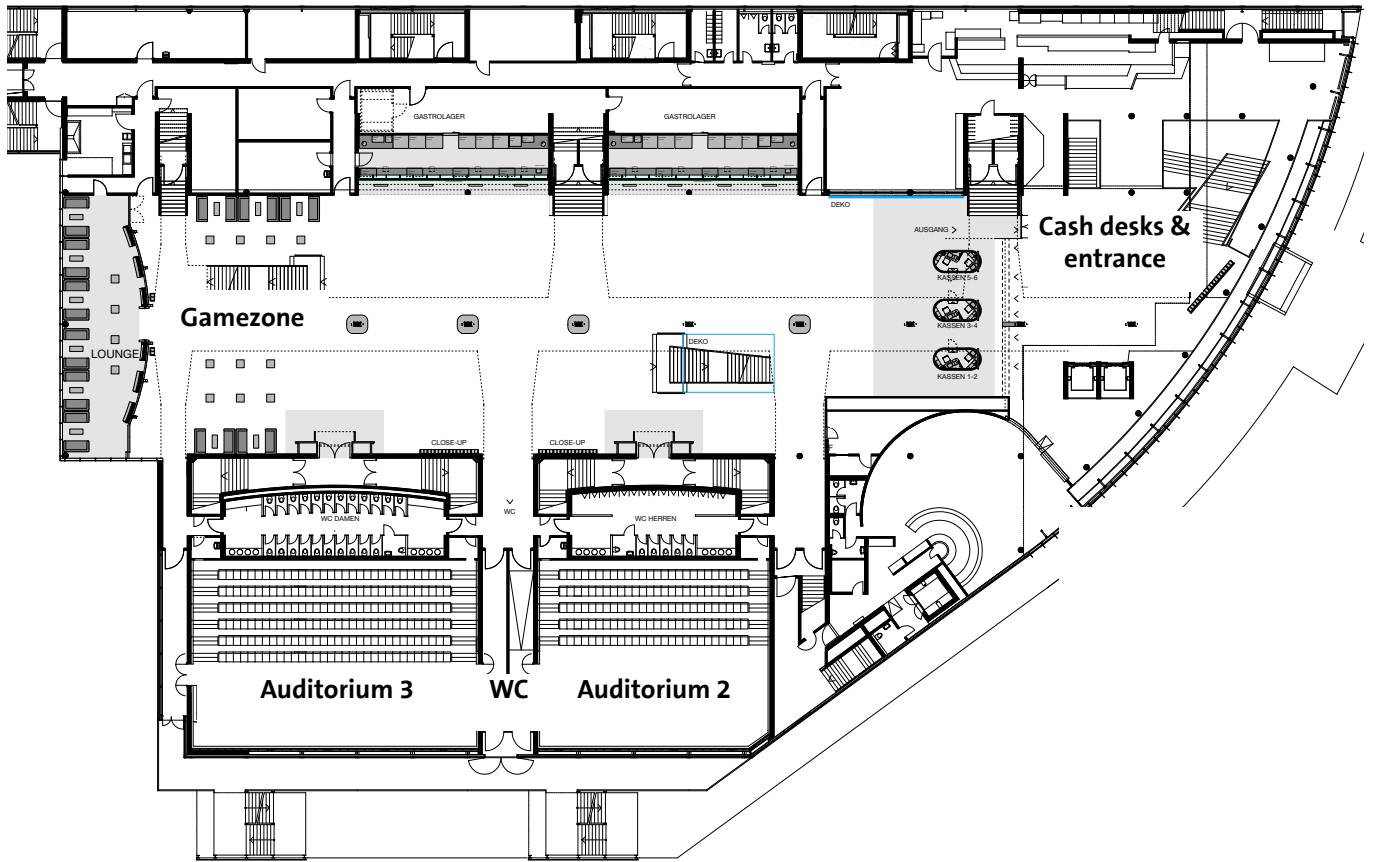 GASTROLAGER
GASTROLAGER
DEKO
AUSGANG
Cash desks &
entrance
KASSEN 5-6
Gamezone
KASSEN 3-4
DEKO
LOUNGE
KASSEN 1-2
CLOSE-UP
CLOSE-UP
WC
WC DAMEN
WC HERREN
Auditorium 3
WC
Auditorium 2